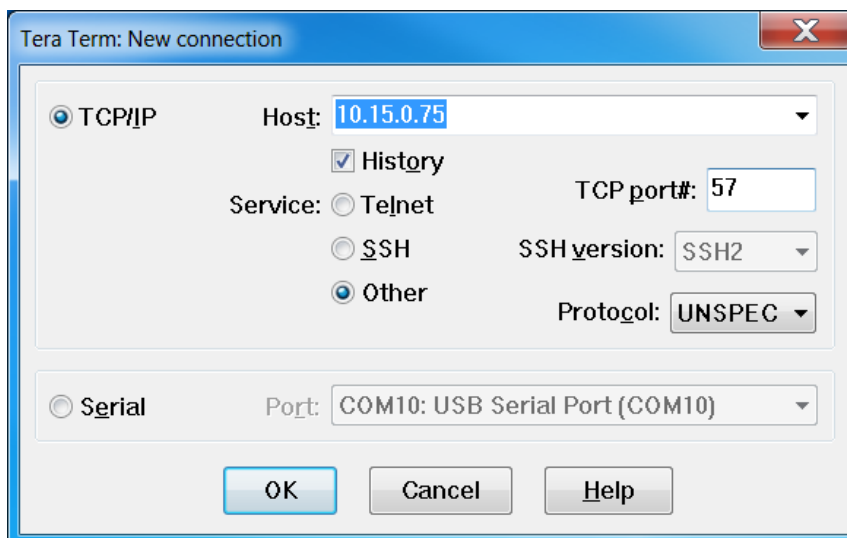 Tera Term: New connection
TCP/IP Host: 10.15.0.75
History
Service: Telnet TCP port#: 57
SSH SSH version: SSH2
Other Protocol: UNSPEC
Serial Port: COM10: USB Serial Port (COM10)
OK Cancel Help